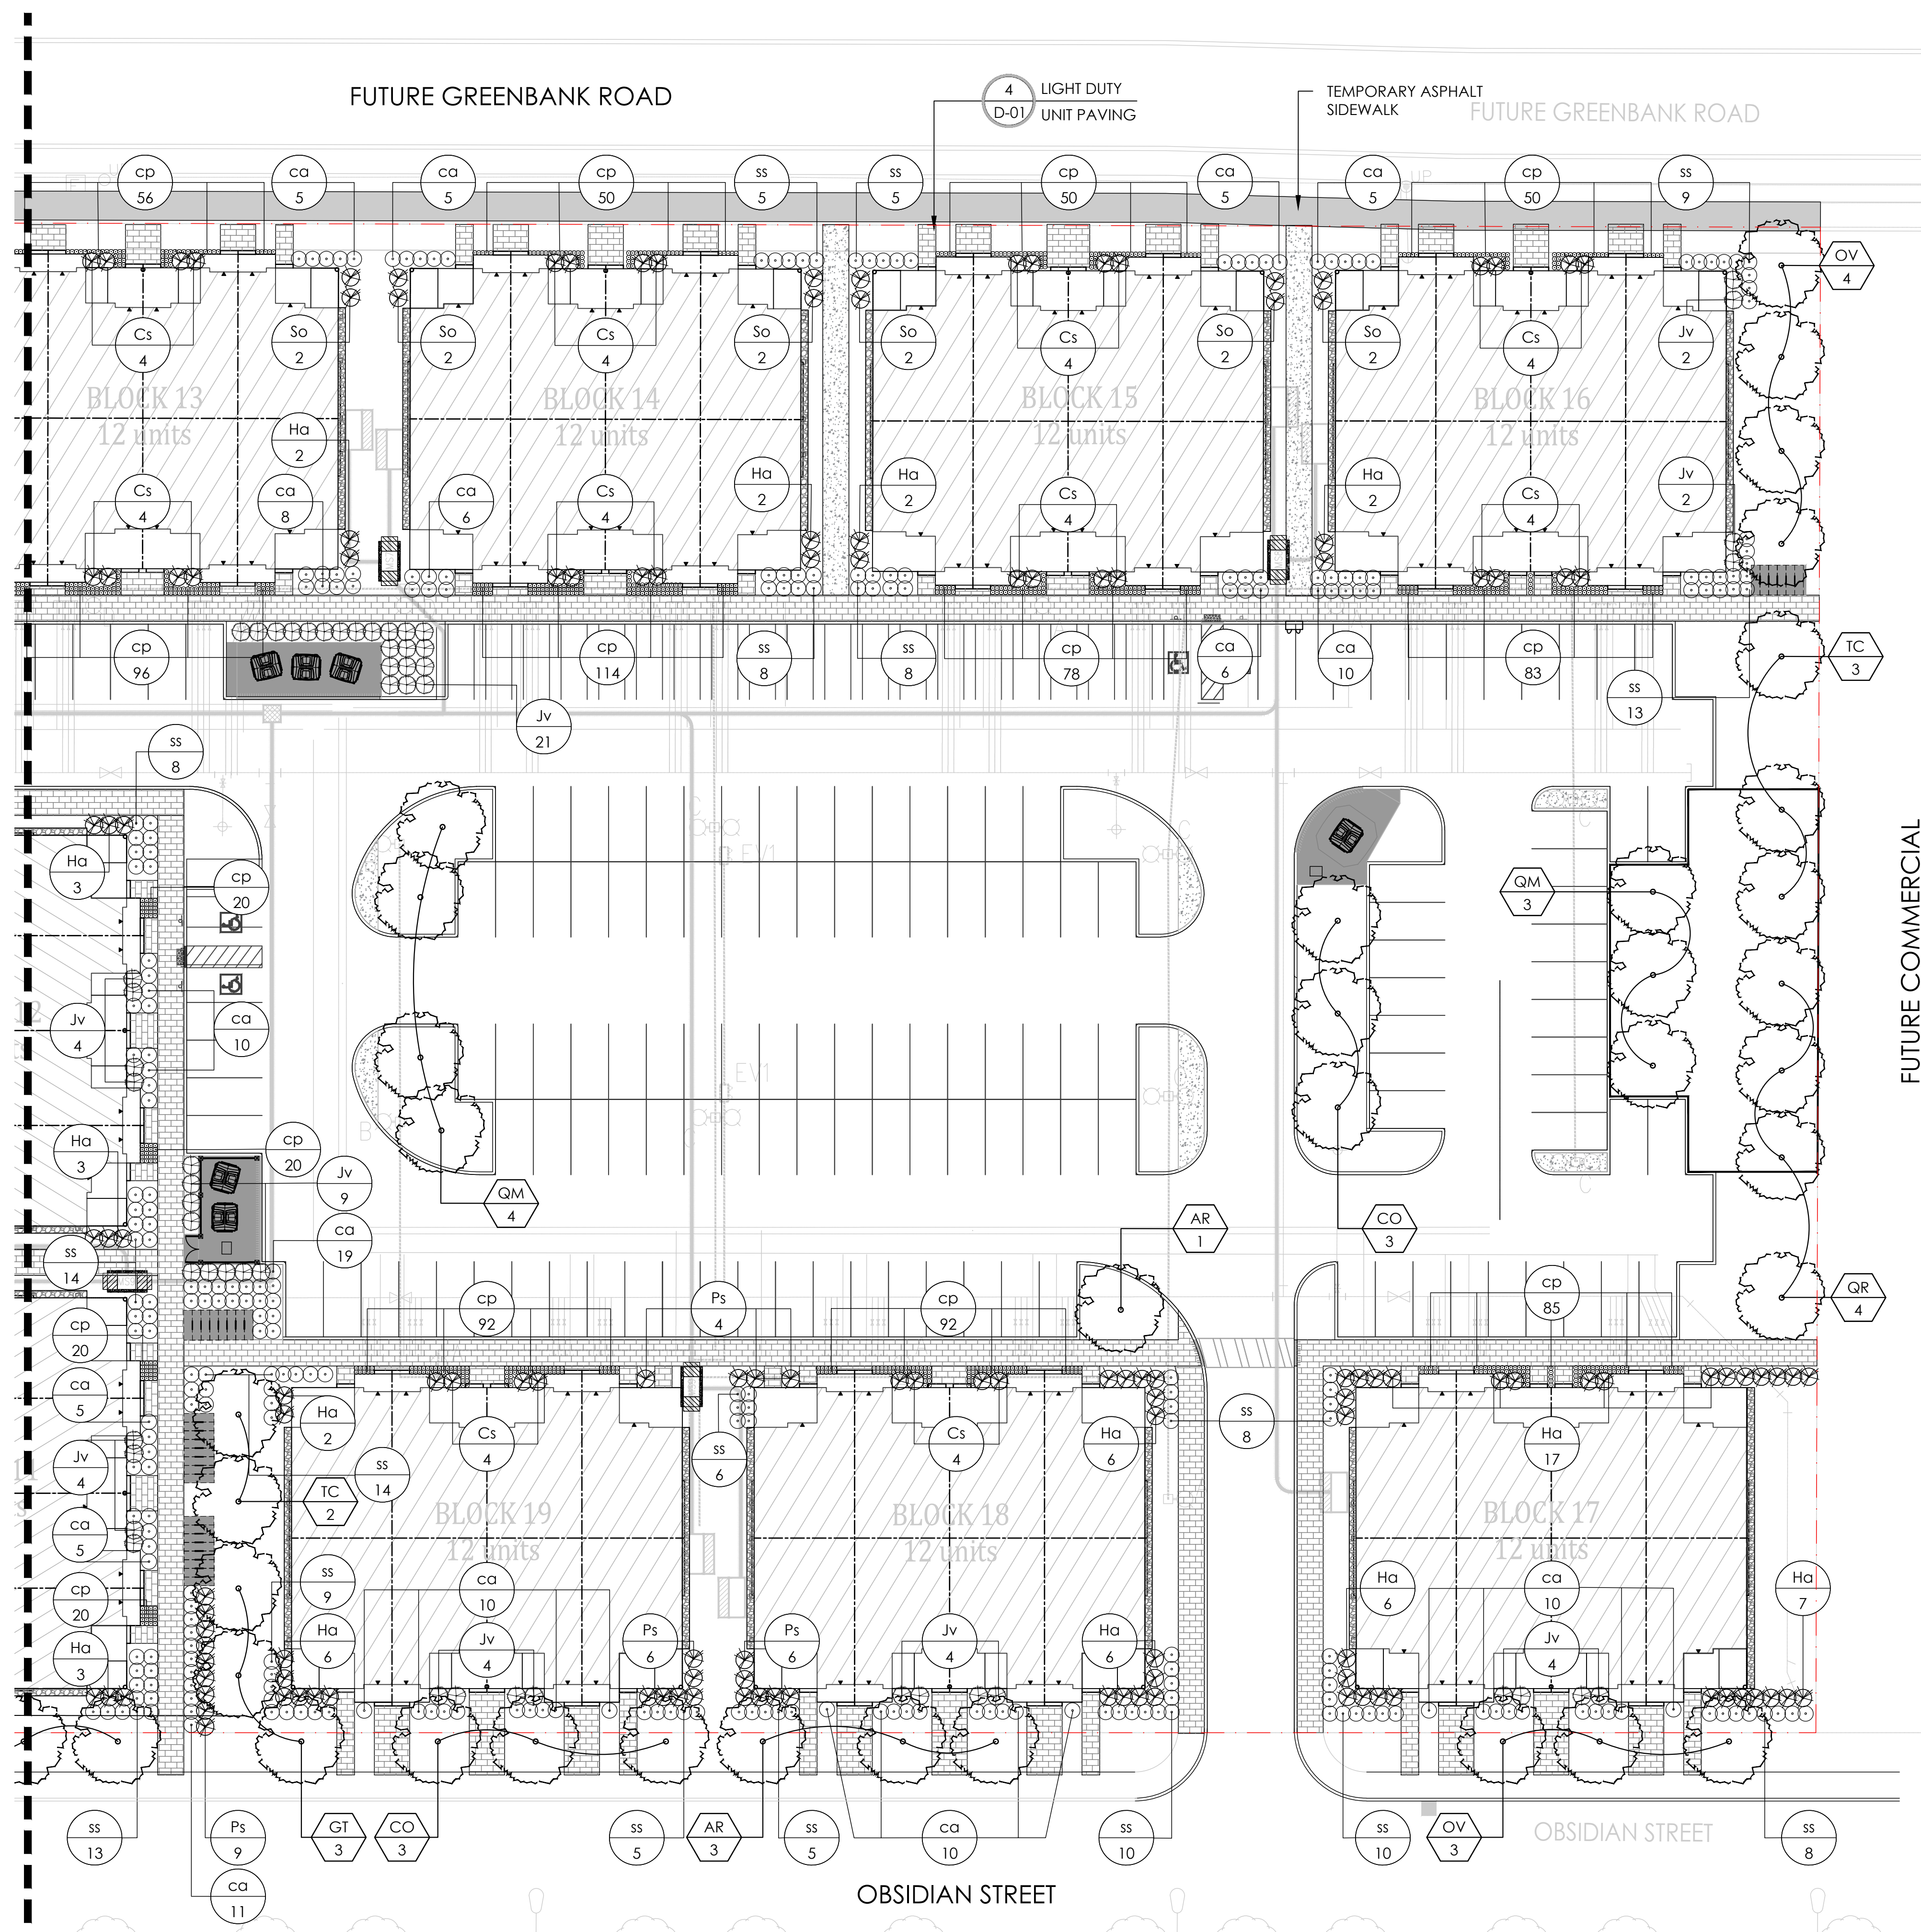 FUTURE GREENBANK ROAD
4
D-01
LIGHT DUTY
UNIT PAVING
TEMPORARY ASPHALT
SIDEWALK
FUTURE GREENBANK ROAD
UP
cp
56
ca
5
ca
5
cp
50
ss
5
ss
5
cp
50
ca
5
ca
5
cp
50
ss
9
OV
4
Cs
4
So
2
So
2
Cs
4
So
2
So
2
Cs
4
So
2
So
2
Cs
4
Jv
2
BLOCK 13
12 units
BLOCK 14
12 units
BLOCK 15
12 units
BLOCK 16
12 units
Ha
2
Cs
4
ca
8
ca
6
Cs
4
Ha
2
Ha
2
Cs
4
Ha
2
Cs
4
Jv
2
cp
96
cp
114
ss
8
ss
8
cp
78
ca
6
ca
10
cp
83
ss
13
TC
3
Jv
21
ss
8
Ha
3
cp
20
C
EV1
C
C
QM
3
FUTURE COMMERCIAL
12
Jv
4
ca
10
EV1
C
B
Ha
3
cp
20
Jv
9
QM
4
C
ca
19
AR
1
CO
3
ss
14
cp
20
cp
92
Ps
4
cp
92
cp
85
QR
4
ca
5
Ha
2
Cs
4
ss
6
Cs
4
Ha
6
ss
8
Ha
17
Jv
4
11
s
ss
14
TC
2
BLOCK 19
12 units
BLOCK 18
12 units
BLOCK 17
12 units
ca
5
cp
20
ss
9
ca
10
Ha
6
ca
10
Ha
7
Ha
3
Ha
6
Jv
4
Ps
6
Ps
6
Jv
4
Ha
6
Jv
4
ss
13
Ps
9
GT
3
CO
3
ss
5
AR
3
ss
5
ca
10
ss
10
ss
10
OV
3
OBSIDIAN STREET
ss
8
ca
11
OBSIDIAN STREET